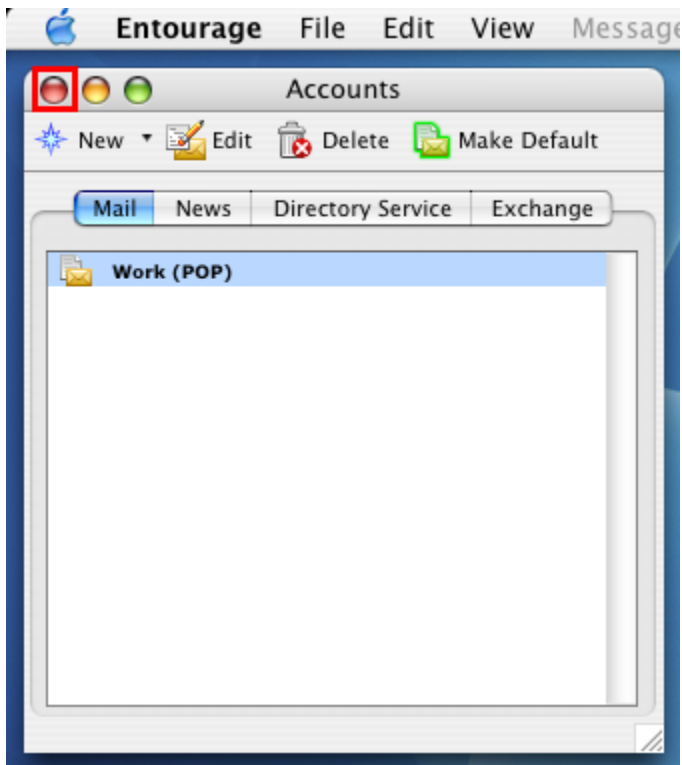 Entourage File Edit View Message
Accounts
New Edit Delete Make Default
Mail News Directory Service Exchange
Work (POP)